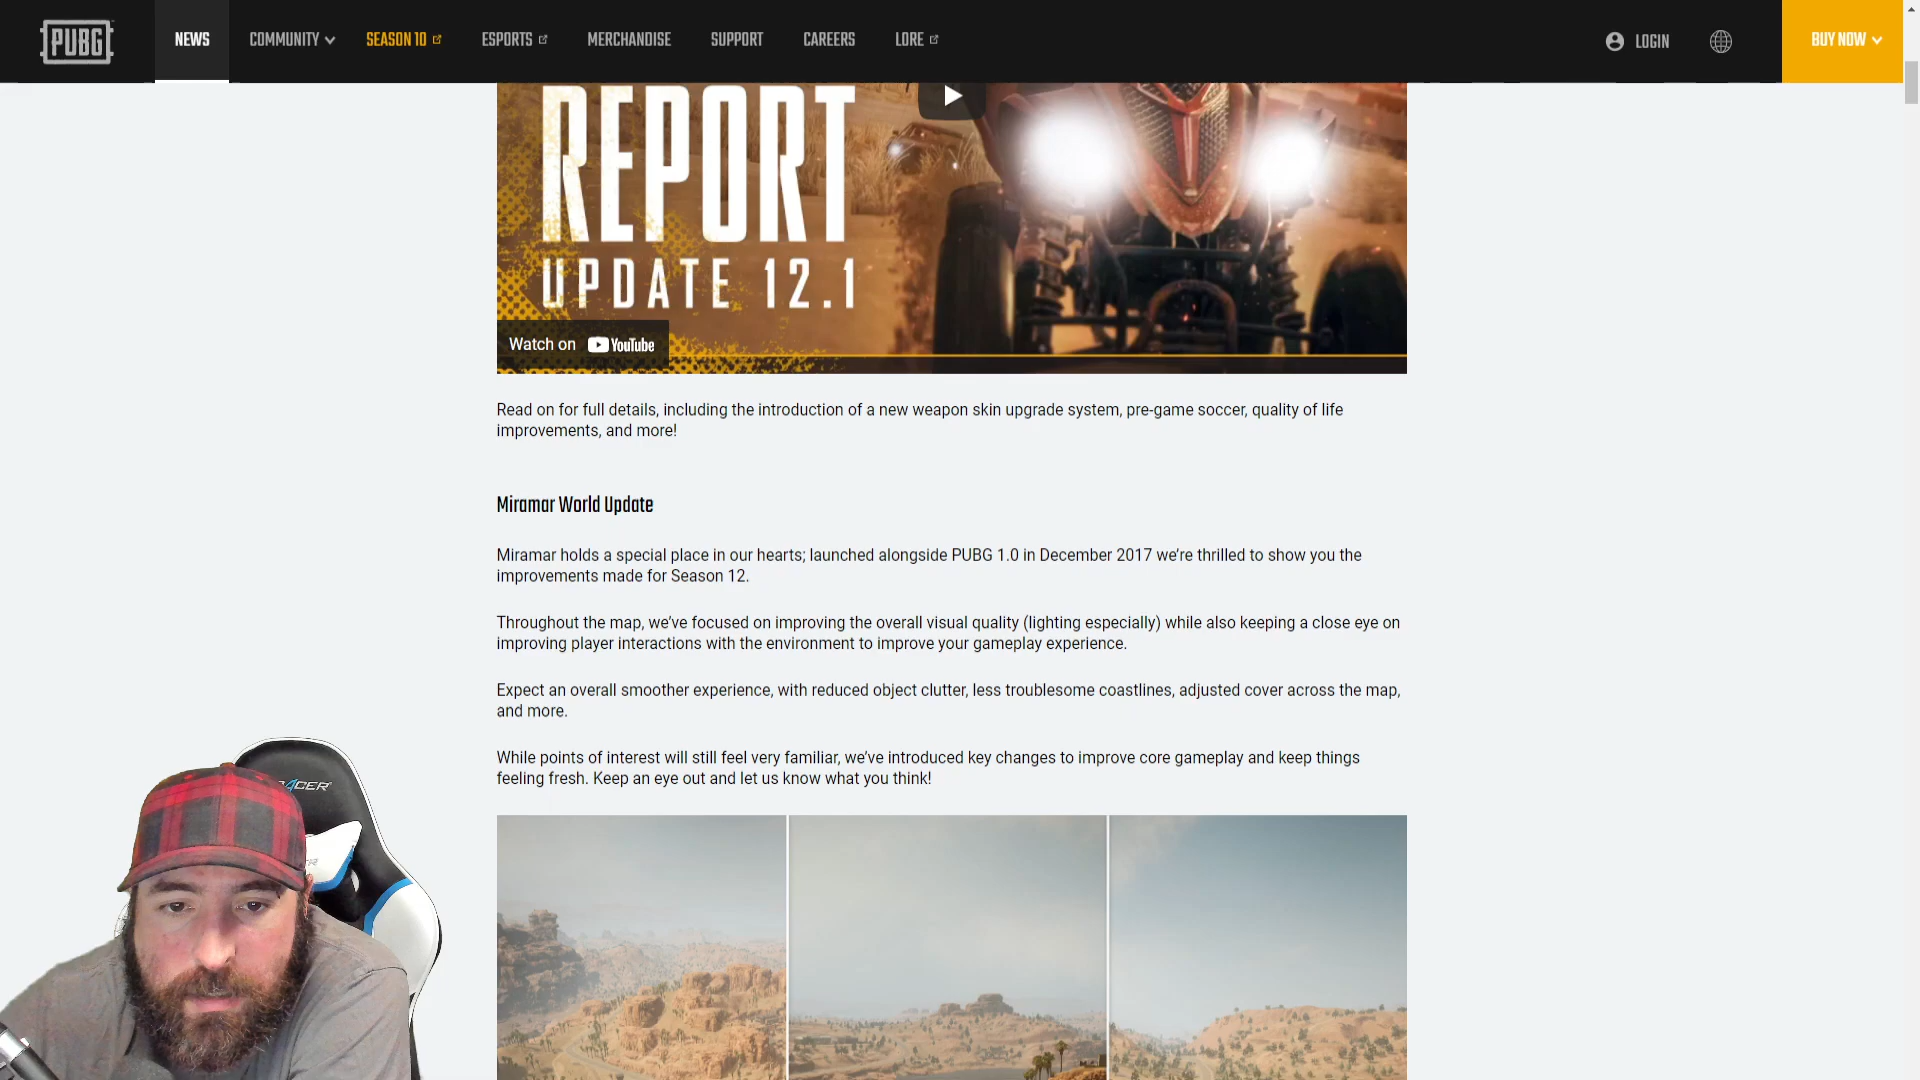 PUBG
NEWS
COMMUNITY
SEASON 10
ESPORTS
MERCHANDISE
SUPPORT
CAREERS
LORE
LOGIN
BUY NOW
REPORT
UPDATE 12.1
Watch on YouTube
Read on for full details, including the introduction of a new weapon skin upgrade system, pre-game soccer, quality of life
improvements, and more!
Miramar World Update
Miramar holds a special place in our hearts; launched alongside PUBG 1.0 in December 2017 we’re thrilled to show you the
improvements made for Season 12.
Throughout the map, we’ve focused on improving the overall visual quality (lighting especially) while also keeping a close eye on
improving player interactions with the environment to improve your gameplay experience.
Expect an overall smoother experience, with reduced object clutter, less troublesome coastlines, adjusted cover across the map,
and more.
While points of interest will still feel very familiar, we’ve introduced key changes to improve core gameplay and keep things
feeling fresh. Keep an eye out and let us know what you think!